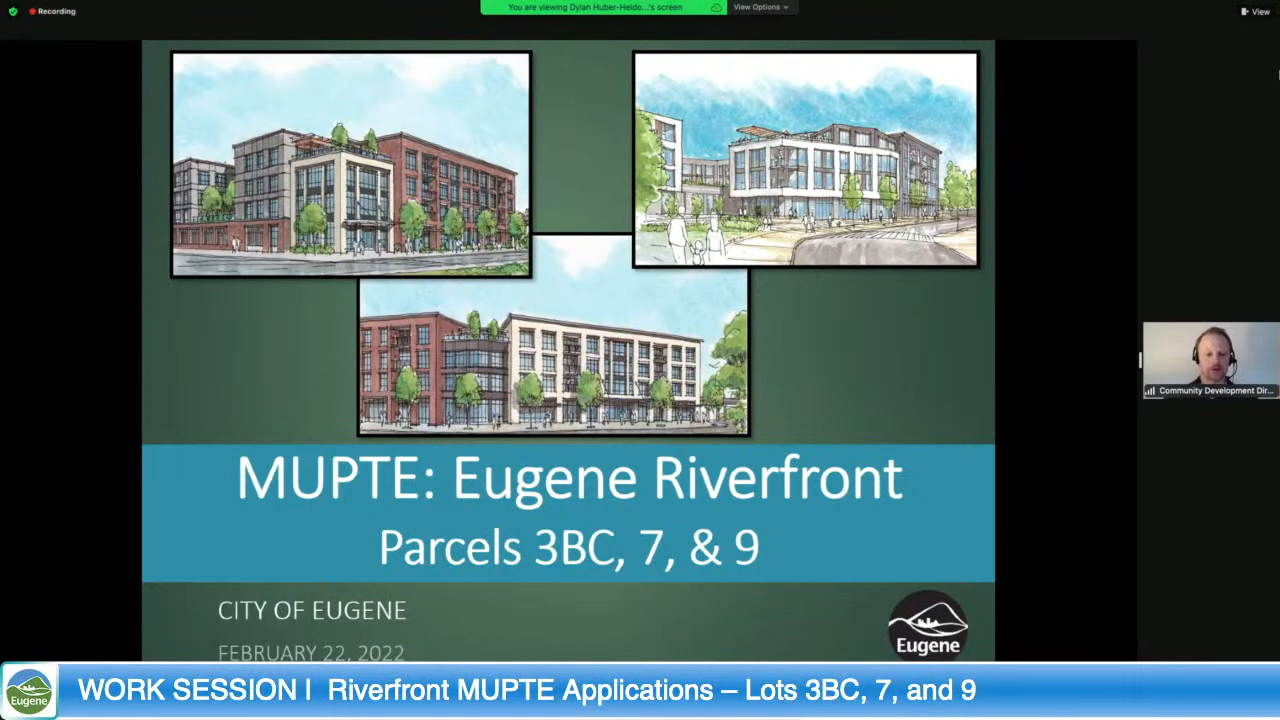 Recording
You are viewing Dylan Huber-Heldo...'s screen
View Options
View
Community Development Dir...
MUPTE: Eugene Riverfront
Parcels 3BC, 7, & 9
CITY OF EUGENE
FEBRUARY 22, 2022
Eugene
Eugene
WORK SESSION | Riverfront MUPTE Applications – Lots 3BC, 7, and 9